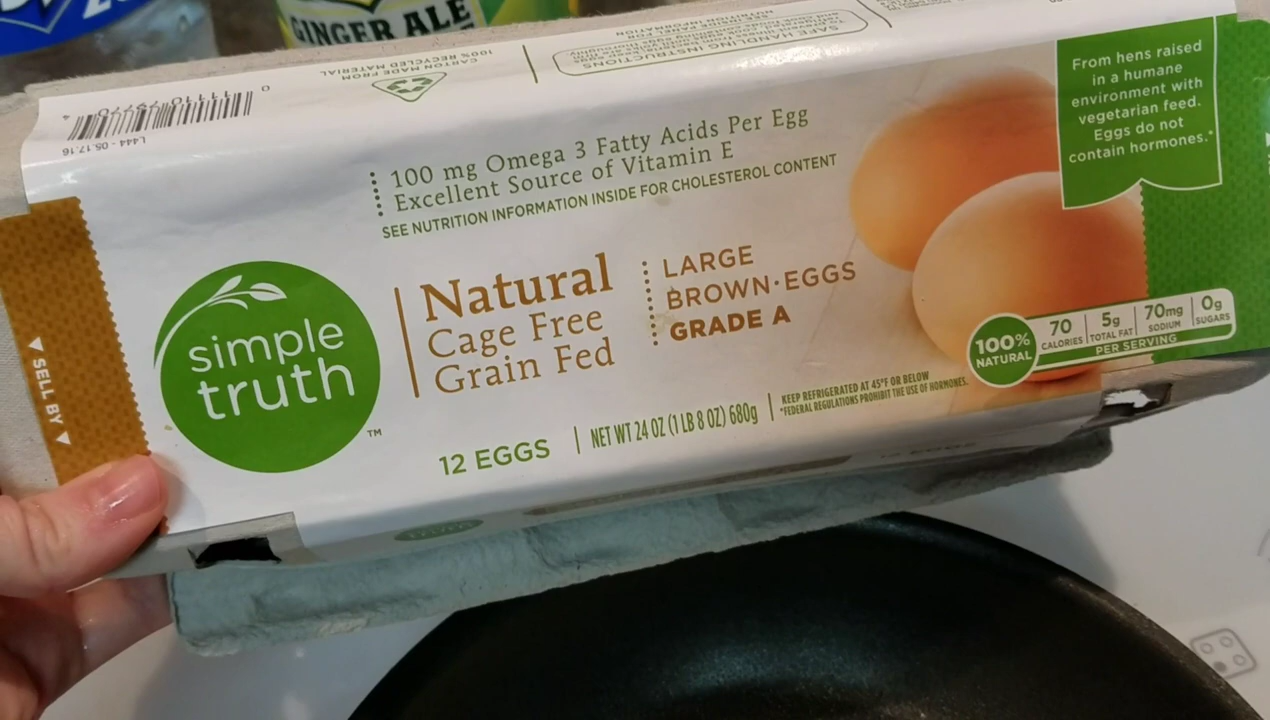 GINGER ALE
CARTON MADE FROM
100% RECYCLED MATERIAL
SAFE HANDLING INSTRUCTIONS
L444 - 05.17.16
100 mg Omega 3 Fatty Acids Per Egg
Excellent Source of Vitamin E
SEE NUTRITION INFORMATION INSIDE FOR CHOLESTEROL CONTENT
From hens raised
in a humane
environment with
vegetarian feed.
Eggs do not
contain hormones.*
SELL BY
simple
truth™
Natural
Cage Free
Grain Fed
LARGE
BROWN·EGGS
GRADE A
100%
NATURAL
70
CALORIES
5g
TOTAL FAT
70mg
SODIUM
0g
SUGARS
PER SERVING
12 EGGS
NET WT 24 OZ (1 LB 8 OZ) 680g
KEEP REFRIGERATED AT 45°F OR BELOW
*FEDERAL REGULATIONS PROHIBIT THE USE OF HORMONES.